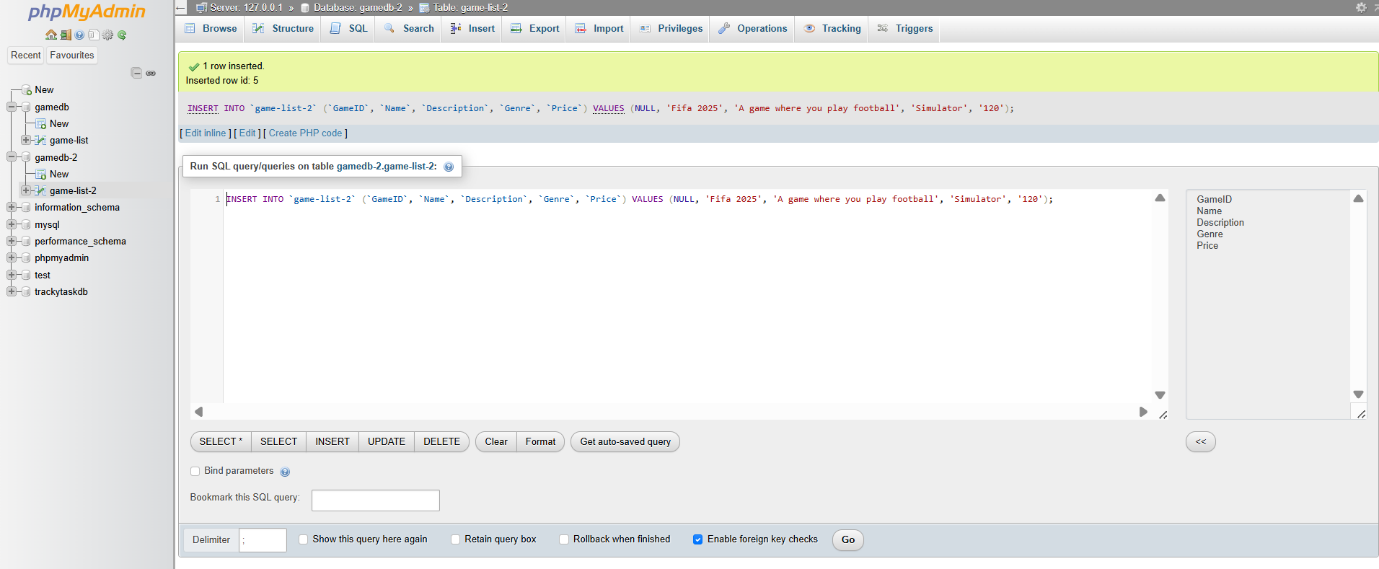 phpMyAdmin
Recent Favourites
New
gamedb
New
game-list
gamedb-2
New
game-list-2
information_schema
mysql
performance_schema
phpmyadmin
test
trackytaskdb
Server: 127.0.0.1 » Database: gamedb-2 » Table: game-list-2
Browse Structure SQL Search Insert Export Import Privileges Operations Tracking Triggers
1 row inserted.
Inserted row id: 5
INSERT INTO `game-list-2` (`GameID`, `Name`, `Description`, `Genre`, `Price`) VALUES (NULL, 'Fifa 2025', 'A game where you play football', 'Simulator', '120');
[ Edit inline ] [ Edit ] [ Create PHP code ]
Run SQL query/queries on table gamedb-2.game-list-2:
1 INSERT INTO `game-list-2` (`GameID`, `Name`, `Description`, `Genre`, `Price`) VALUES (NULL, 'Fifa 2025', 'A game where you play football', 'Simulator', '120');
GameID
Name
Description
Genre
Price
SELECT * SELECT INSERT UPDATE DELETE Clear Format Get auto-saved query <<
Bind parameters
Bookmark this SQL query:
Delimiter ; Show this query here again Retain query box Rollback when finished Enable foreign key checks Go